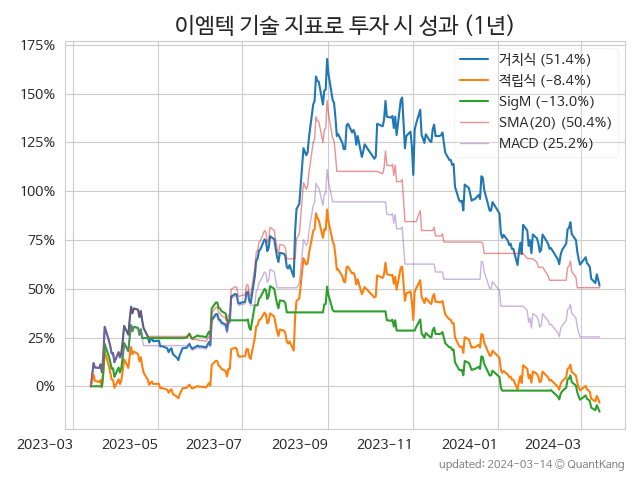 이엠텍 기술 지표로 투자 시 성과 (1년)
175%
150%
125%
100%
75%
50%
25%
0%
거치식 (51.4%)
적립식 (−8.4%)
SigM (−13.0%)
SMA(20) (50.4%)
MACD (25.2%)
2023-03
2023-05
2023-07
2023-09
2023-11
2024-01
2024-03
updated: 2024-03-14 © QuantKang